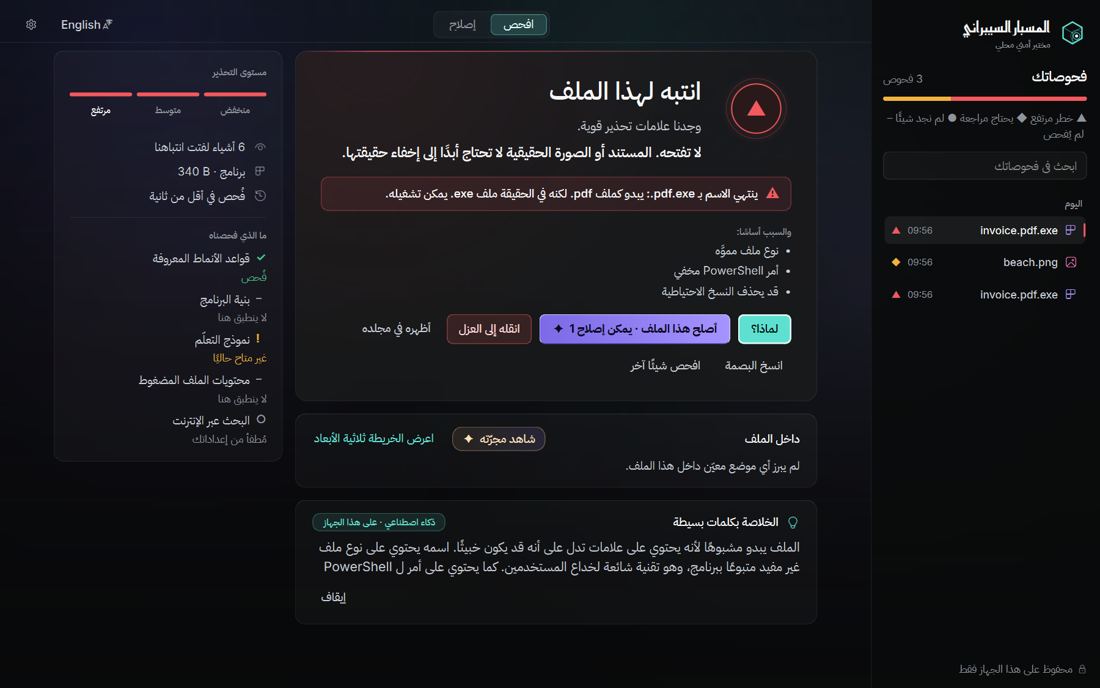 المسبار السيبراني
مختبر أمني محلي
افحص
إصلاح
English
فحوصاتك
3 فحوص
▲ خطر مرتفع ◆ يحتاج مراجعة ● لم نجد شيئًا –
لم يُفحص
ابحث في فحوصاتك
اليوم
invoice.pdf.exe 09:56
beach.png 09:56
invoice.pdf.exe 09:56
محفوظ على هذا الجهاز فقط
انتبه لهذا الملف
وجدنا علامات تحذير قوية.
لا تفتحه. المستند أو الصورة الحقيقية لا تحتاج أبدًا إلى إخفاء حقيقتها.
ينتهي الاسم بـ ‎.pdf.exe‎: يبدو كملف ‎.pdf‎ لكنه في الحقيقة ملف ‎.exe‎ يمكن تشغيله.
والسبب أساسًا:
• نوع ملف مموَّه
• أمر PowerShell مخفي
• قد يحذف النسخ الاحتياطية
لماذا؟
أصلح هذا الملف · يمكن إصلاح 1 ✦
انقله إلى العزل
أظهره في مجلده
انسخ البصمة
افحص شيئًا آخر
داخل الملف
شاهد مجرّته ✦
اعرض الخريطة ثلاثية الأبعاد
لم يبرز أي موضع معيّن داخل هذا الملف.
الخلاصة بكلمات بسيطة
ذكاء اصطناعي · على هذا الجهاز
الملف يبدو مشبوهًا لأنه يحتوي على علامات تدل على أنه قد يكون خبيثًا. اسمه يحتوي على نوع ملف
غير مفيد متبوعًا ببرنامج، وهو تقنية شائعة لخداع المستخدمين. كما يحتوي على أمر ل PowerShell
إيقاف
مستوى التحذير
منخفض
متوسط
مرتفع
6 أشياء لفتت انتباهنا
برنامج · 340 B
فُحص في أقل من ثانية
ما الذي فحصناه
قواعد الأنماط المعروفة
فُحص
بنية البرنامج
لا ينطبق هنا
نموذج التعلّم
غير متاح حاليًا
محتويات الملف المضغوط
لا ينطبق هنا
البحث عبر الإنترنت
مُطفأ من إعداداتك